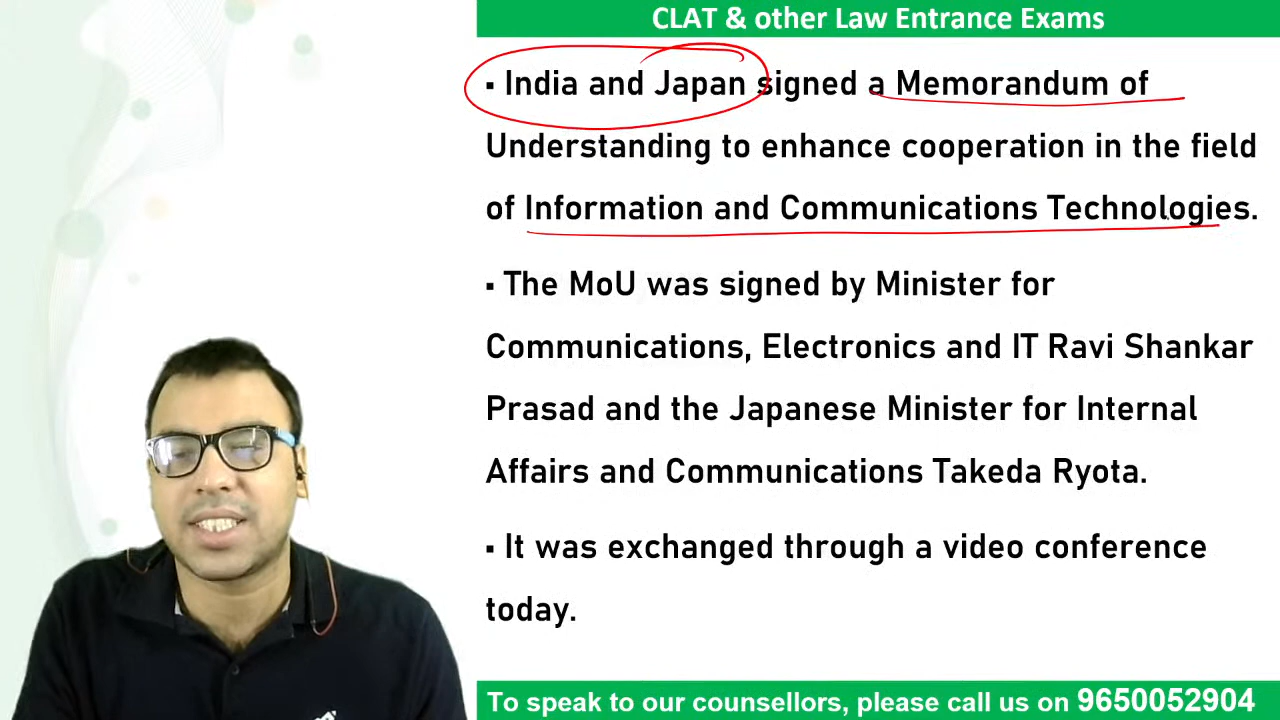 CLAT & other Law Entrance Exams
▪ India and Japan signed a Memorandum of
Understanding to enhance cooperation in the field
of Information and Communications Technologies.
▪ The MoU was signed by Minister for
Communications, Electronics and IT Ravi Shankar
Prasad and the Japanese Minister for Internal
Affairs and Communications Takeda Ryota.
▪ It was exchanged through a video conference
today.
To speak to our counsellors, please call us on 9650052904